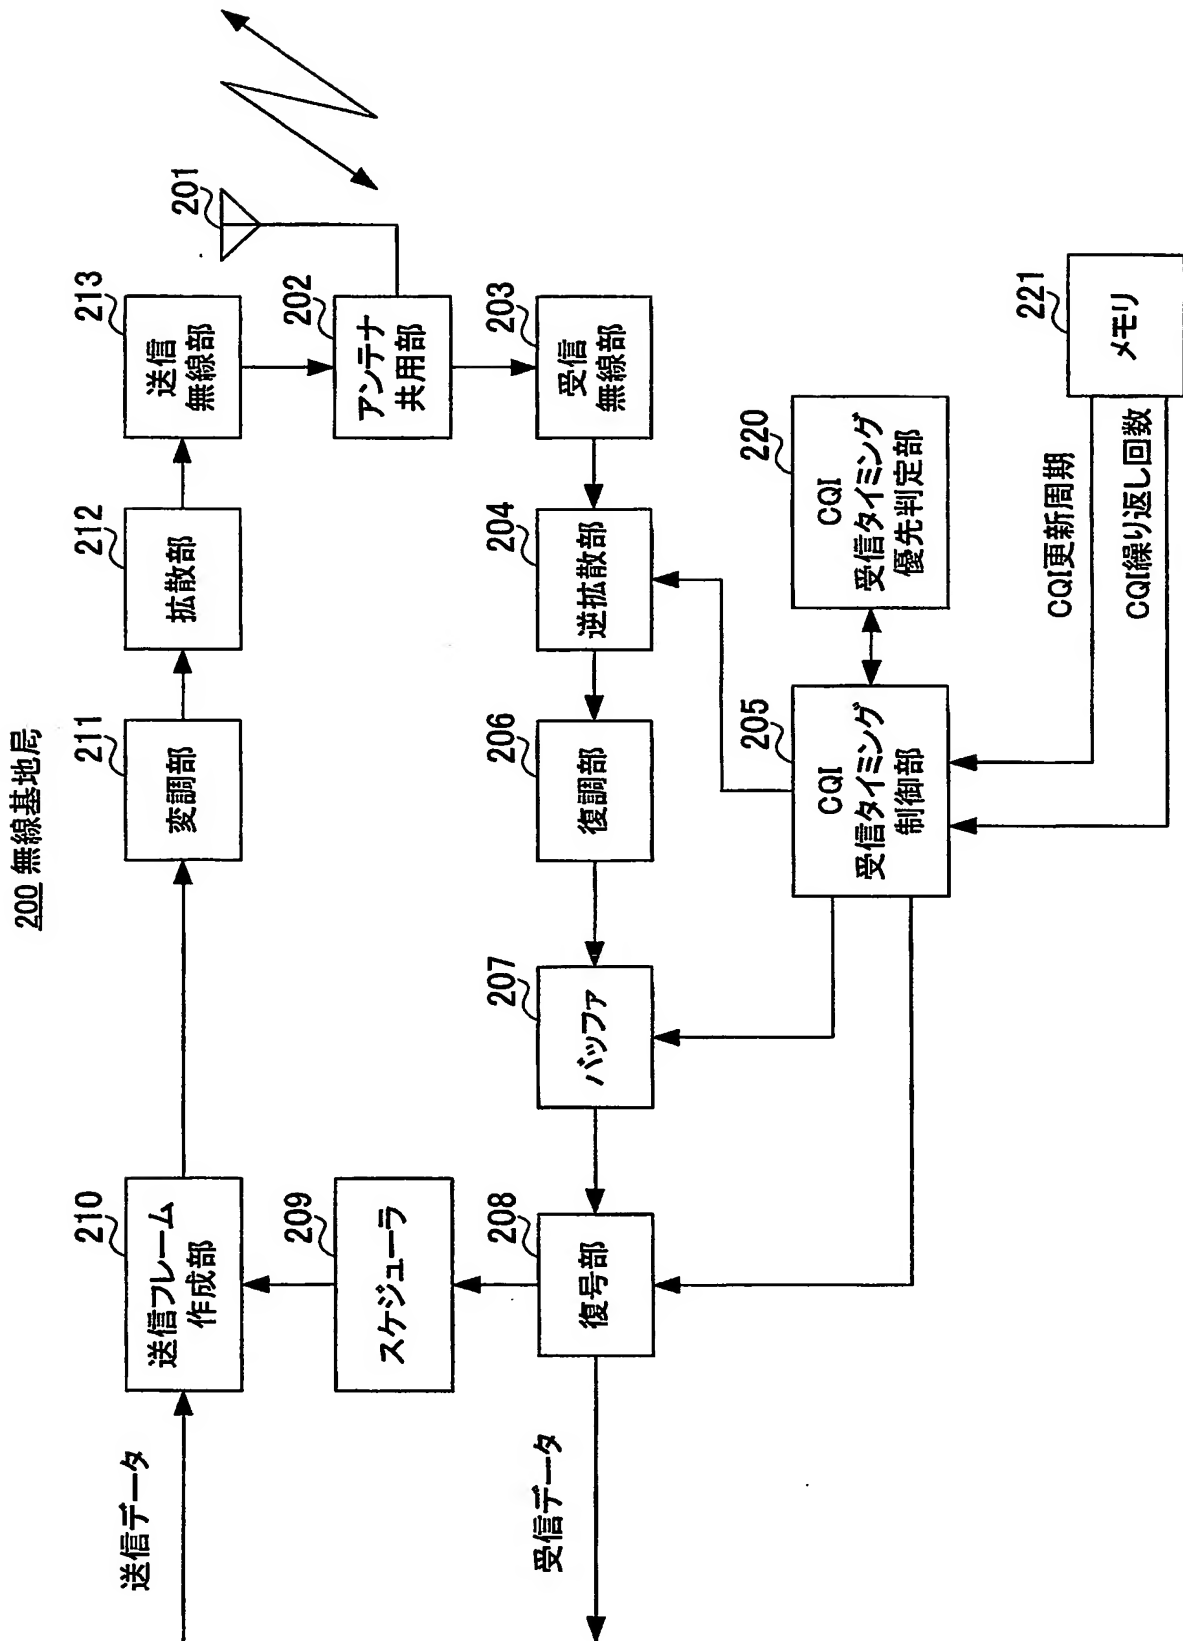 200 無線基地局
送信データ
210
送信フレーム
作成部
211
変調部
212
拡散部
213
送信
無線部
201
202
アンテナ
共用部
209
スケジューラ
受信データ
208
復号部
207
バッファ
206
復調部
204
逆拡散部
203
受信
無線部
205
CQI
受信タイミング
制御部
220
CQI
受信タイミング
優先判定部
CQI更新周期
CQI繰り返し回数
221
メモリ